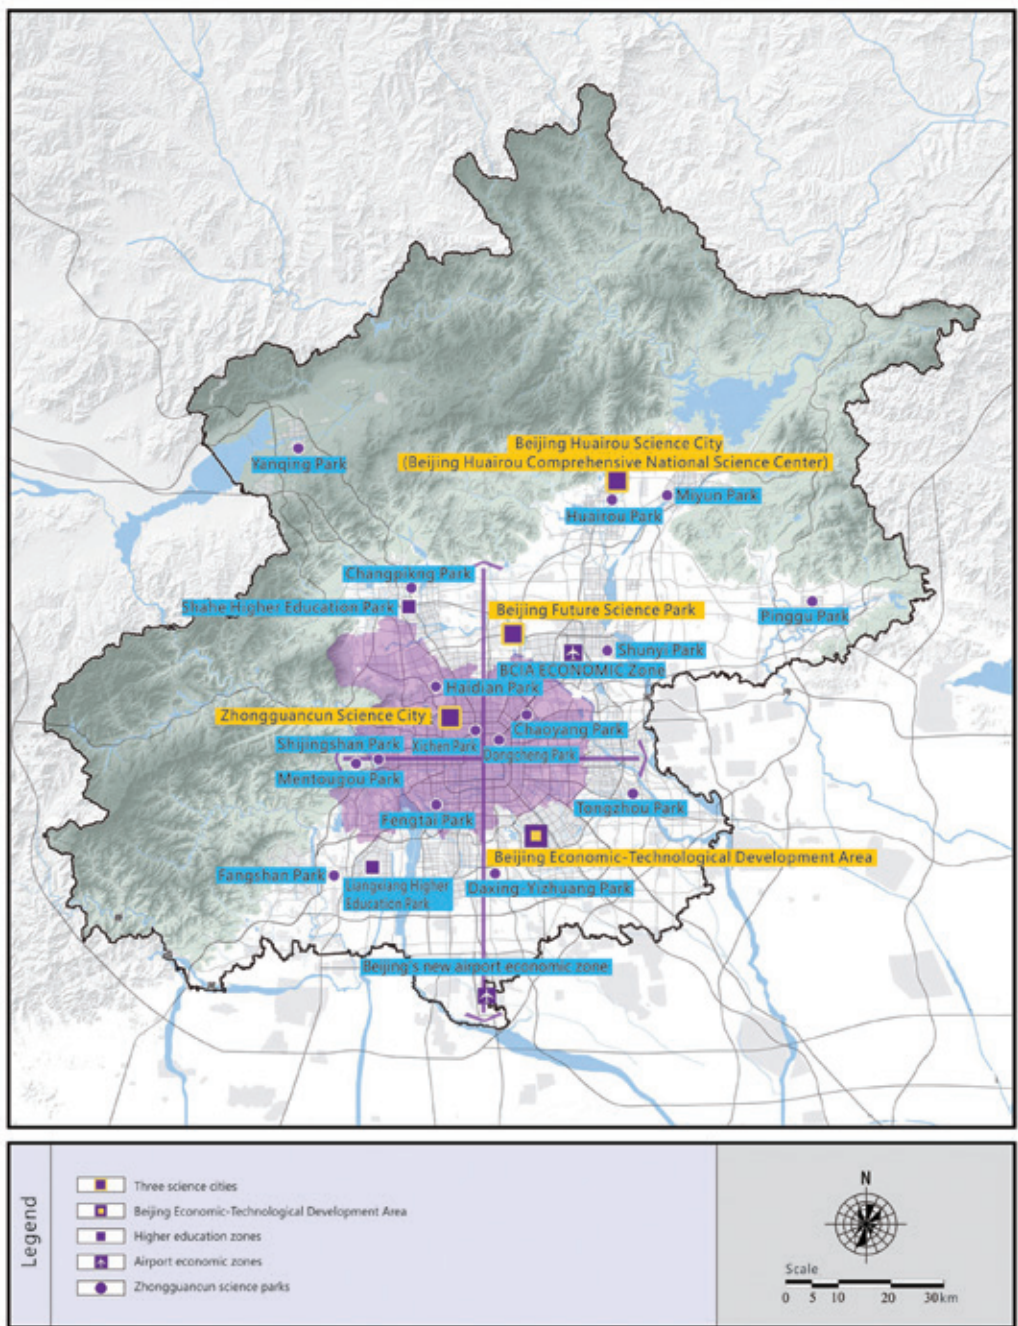 Beijing Huairou Science City
(Beijing Huairou Comprehensive National Science Center)
Yanqing Park
Miyun Park
Huairou Park
Changpikng Park
Shahe Higher Education Park
Beijing Future Science Park
Pinggu Park
Shunyi Park
BCIA ECONOMIC Zone
Haidian Park
Zhongguancun Science City
Chaoyang Park
Shijingshan Park
Xichen Park
Dongcheng Park
Mentougou Park
Tongzhou Park
Fengtai Park
Beijing Economic-Technological Development Area
Fangshan Park
Liangxiang Higher
Education Park
Daxing-Yizhuang Park
Beijing's new airport economic zone
Legend
Three science cities
Beijing Economic-Technological Development Area
Higher education zones
Airport economic zones
Zhongguancun science parks
N
Scale
0 5 10 20 30km